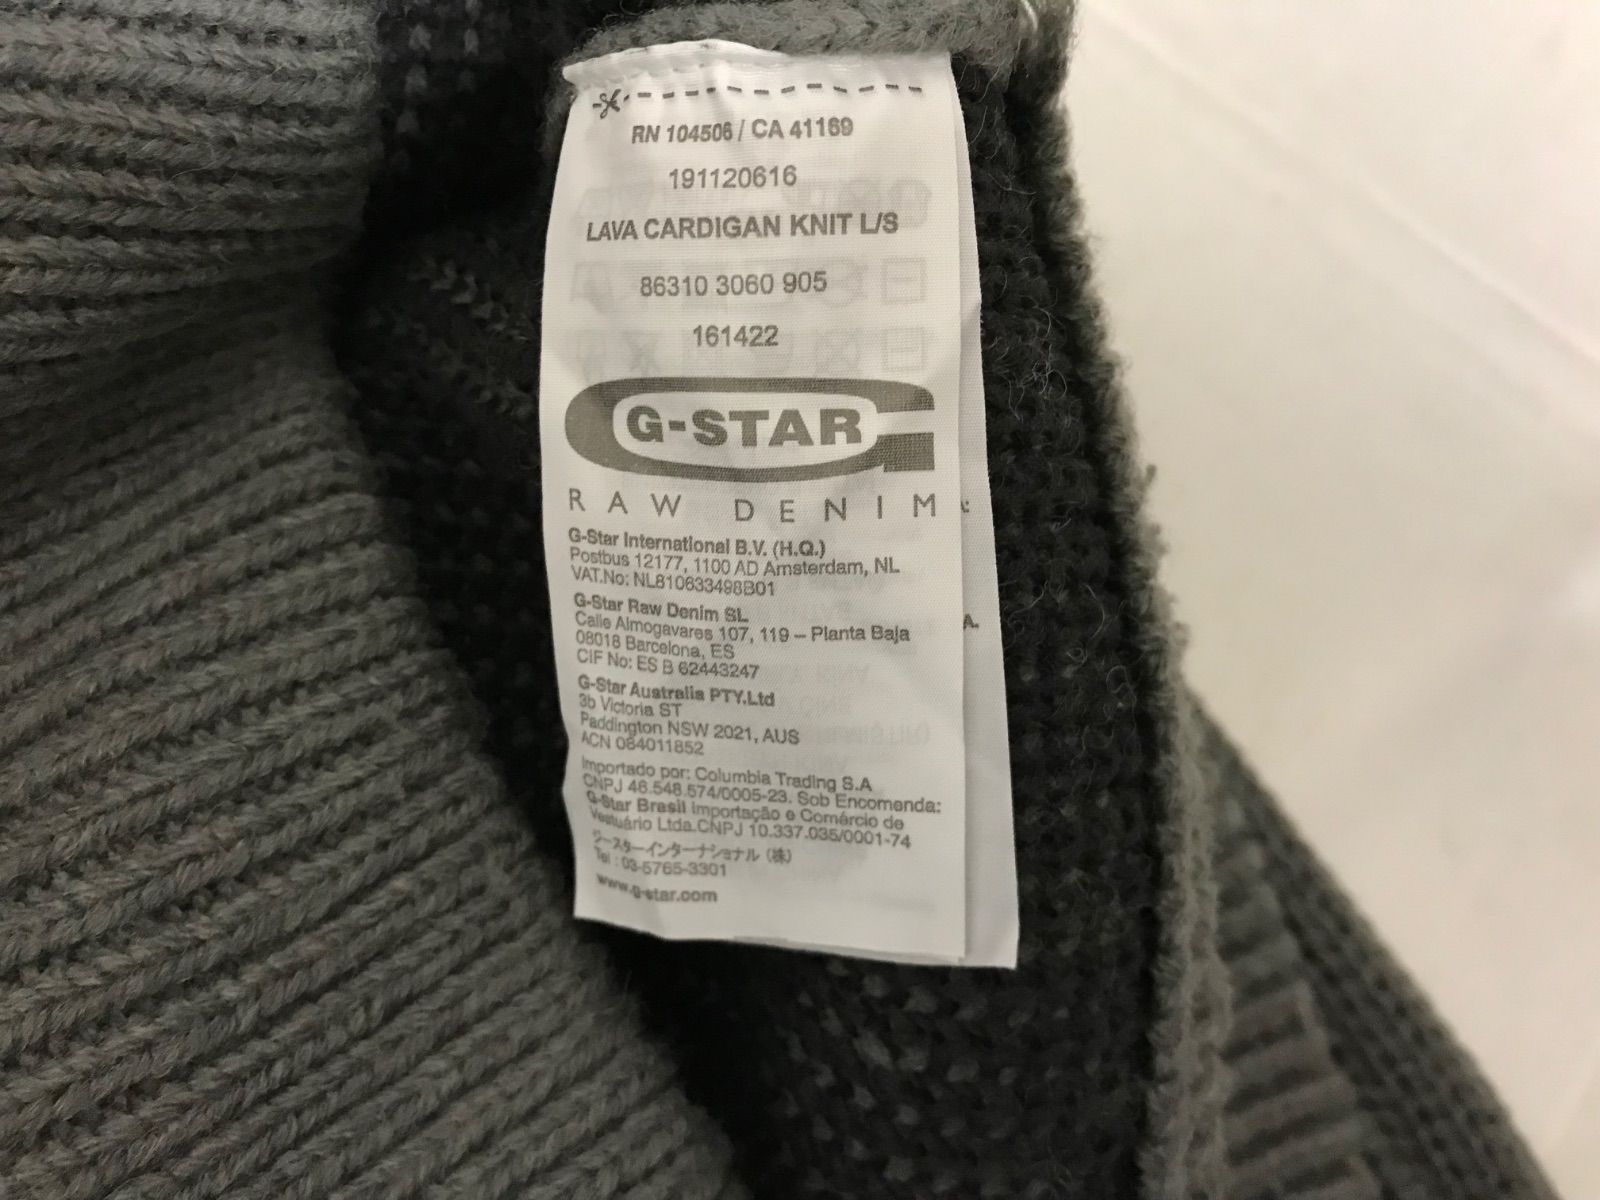 RN 104506 / CA 41169
191120616
LAVA CARDIGAN KNIT L/S
86310 3060 905
161422
G-STAR
RAW DENIM
G-Star International B.V. (H.Q.)
Postbus 12177, 1100 AD Amsterdam, NL
VAT.No: NL810633498B01
G-Star Raw Denim SL
Calle Almogavares 107, 119 – Planta Baja
08018 Barcelona, ES
CIF No: ES B 62443247
G-Star Australia PTY.Ltd
3b Victoria ST
Paddington NSW 2021, AUS
ACN 084011852
Importado por: Columbia Trading S.A
CNPJ 46.548.574/0005-23. Sob Encomenda:
G-Star Brasil Importação e Comércio de
Vestuário Ltda.CNPJ 10.337.035/0001-74
ジースターインターナショナル (株)
Tel : 03-5765-3301
www.g-star.com
A.